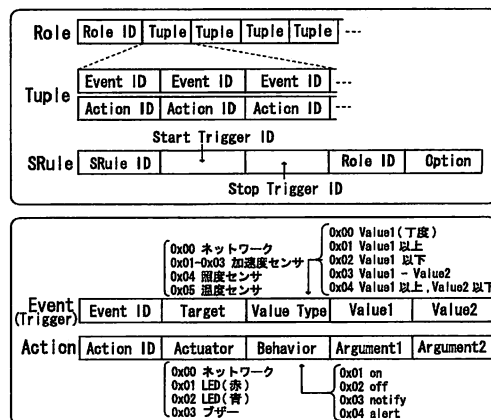 Role Role ID Tuple Tuple Tuple Tuple ---
Tuple Event ID Event ID Event ID ---
Action ID Action ID Action ID ---
Start Trigger ID
SRule SRule ID Role ID Option
Stop Trigger ID
0x00 ネットワーク
0x01-0x03 加速度センサ
0x04 照度センサ
0x05 温度センサ
0x00 Value1(丁度)
0x01 Value1 以上
0x02 Value1 以下
0x03 Value1 - Value2
0x04 Value1 以上, Value2 以下
Event (Trigger) Event ID Target Value Type Value1 Value2
Action Action ID Actuator Behavior Argument1 Argument2
0x00 ネットワーク
0x01 LED(赤)
0x02 LED(青)
0x03 ブザー
0x01 on
0x02 off
0x03 notify
0x04 alert